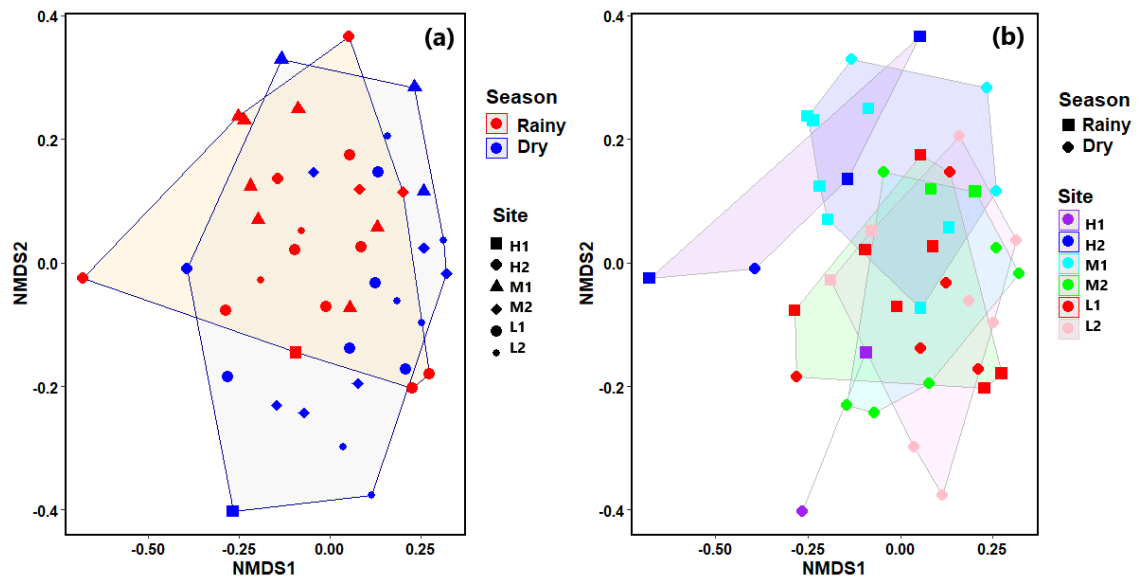 (a)
0.4
0.2
0.0
-0.2
-0.4
NMDS2
-0.50
-0.25
0.00
0.25
NMDS1
Season
Rainy
Dry
Site
H1
H2
M1
M2
L1
L2
(b)
0.4
0.2
0.0
-0.2
-0.4
NMDS2
-0.50
-0.25
0.00
0.25
NMDS1
Season
Rainy
Dry
Site
H1
H2
M1
M2
L1
L2